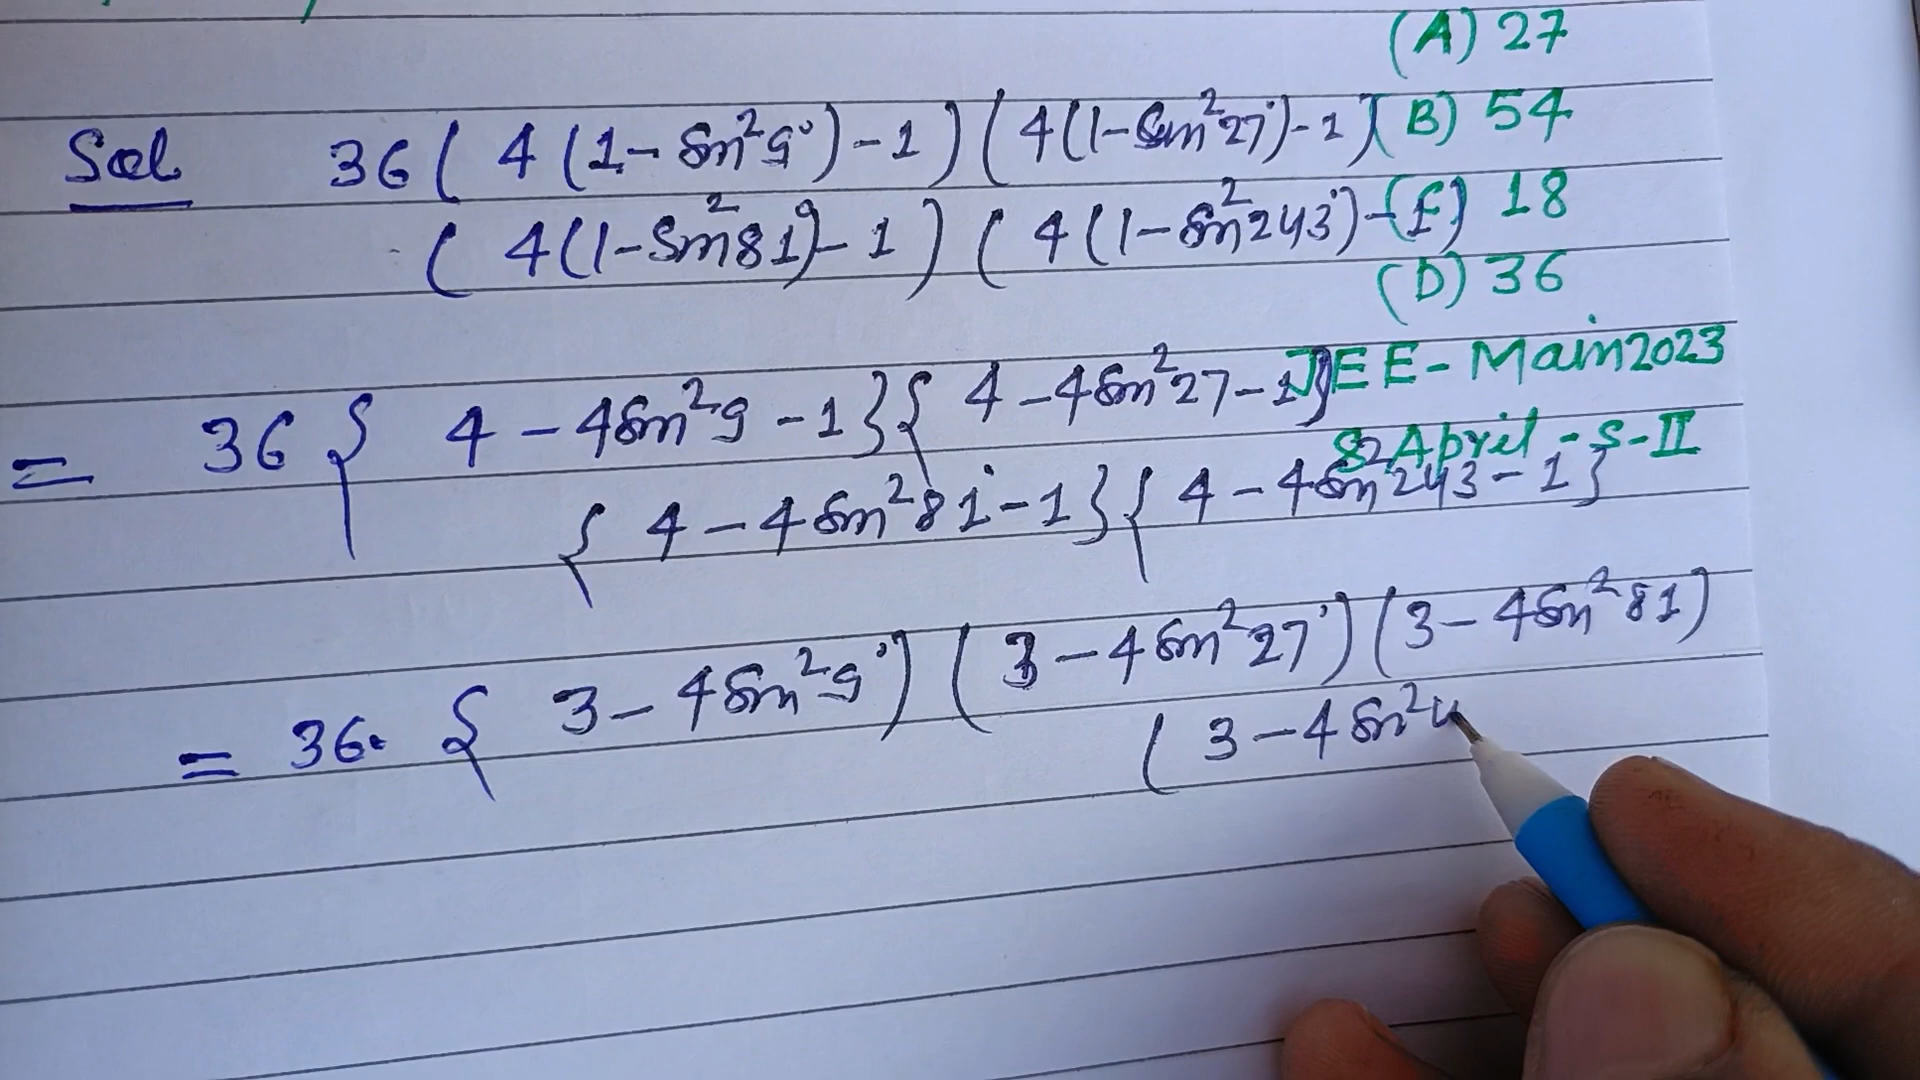 (A) 27
Sol 36 ( 4 (1 - Sin²9°) - 1 ) ( 4(1 - Sin²27°) - 1 ) (B) 54
( 4(1 - Sin²81°) - 1 ) ( 4(1 - Sin²243°) - 1 ) 18
(D) 36
JEE - Main 2023
= 36 { 4 - 4Sin²9 - 1 } { 4 - 4Sin²27 - 1 }
8 April - S - II
{ 4 - 4Sin²81° - 1 } { 4 - 4Sin²243 - 1 }
= 36. { 3 - 4Sin²9° ) ( 3 - 4Sin²27° ) ( 3 - 4Sin²81 )
( 3 - 4Sin²